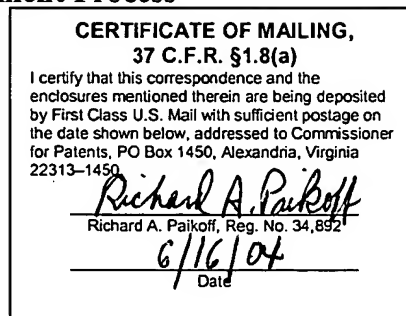 ment Process
CERTIFICATE OF MAILING,
37 C.F.R. §1.8(a)
I certify that this correspondence and the
enclosures mentioned therein are being deposited
by First Class U.S. Mail with sufficient postage on
the date shown below, addressed to Commissioner
for Patents, PO Box 1450, Alexandria, Virginia
22313–1450.
Richard A. Paikoff
Richard A. Paikoff, Reg. No. 34,892
6/16/04
Date